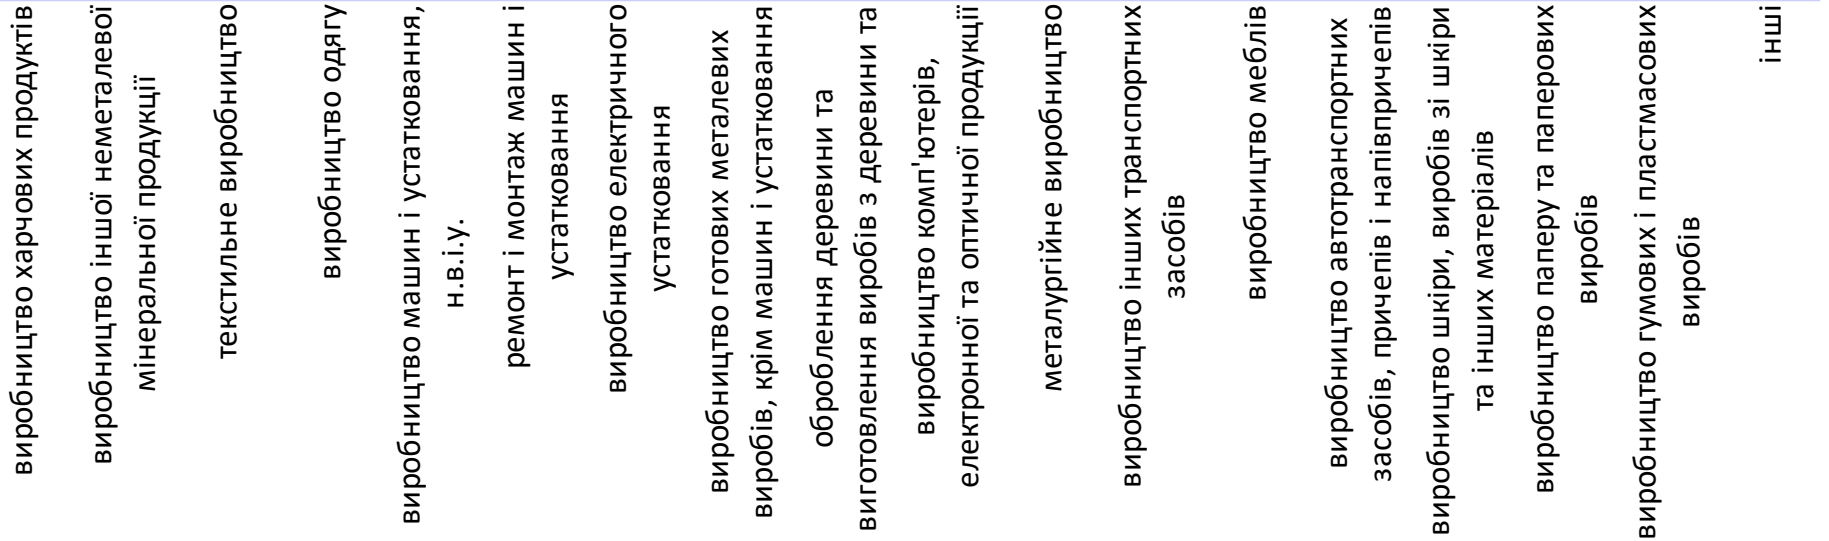 виробництво харчових продуктів
виробництво іншої неметалевої
мінеральної продукції
текстильне виробництво
виробництво одягу
виробництво машин і устатковання,
н.в.і.у.
ремонт і монтаж машин і
устатковання
виробництво електричного
устатковання
виробництво готових металевих
виробів, крім машин і устатковання
оброблення деревини та
виготовлення виробів з деревини та
виробництво комп'ютерів,
електронної та оптичної продукції
металургійне виробництво
виробництво інших транспортних
засобів
виробництво меблів
виробництво автотранспортних
засобів, причепів і напівпричепів
виробництво шкіри, виробів зі шкіри
та інших матеріалів
виробництво паперу та паперових
виробів
виробництво гумових і пластмасових
виробів
інші